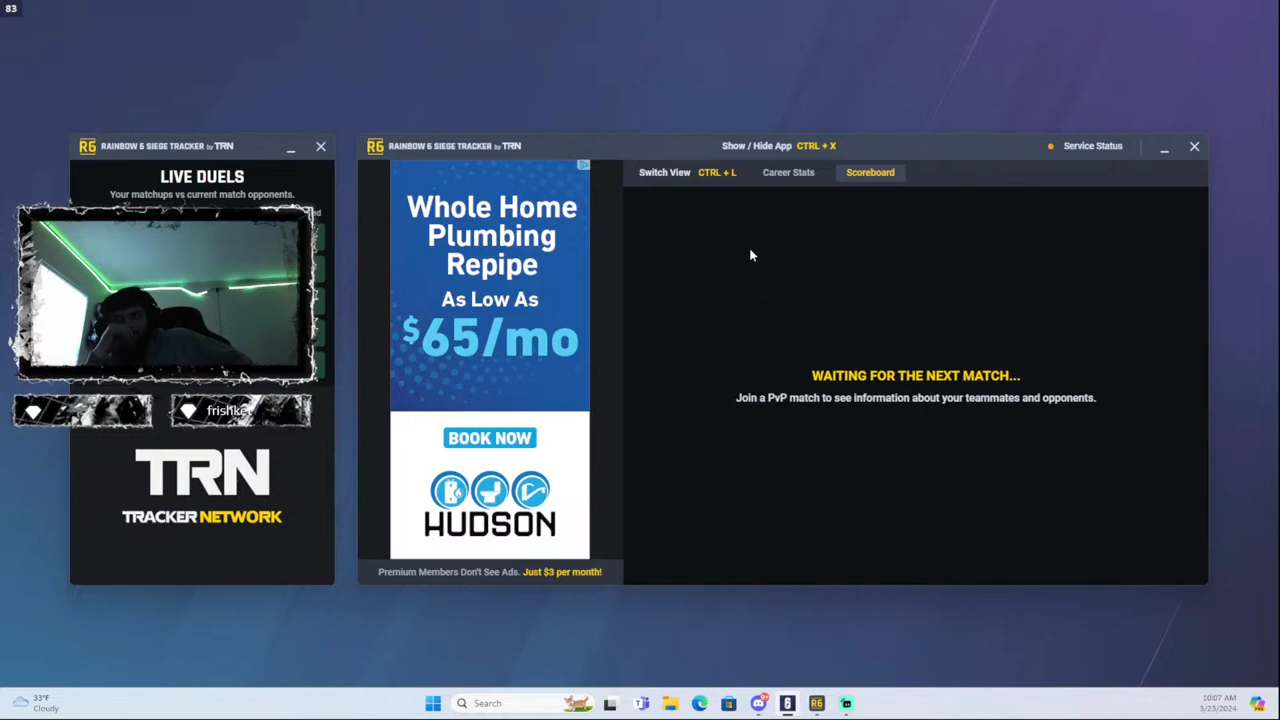 83
R6 RAINBOW 6 SIEGE TRACKER by TRN
LIVE DUELS
Your matchups vs current match opponents.
frishke
TRN
TRACKER NETWORK
R6 RAINBOW 6 SIEGE TRACKER by TRN
Show / Hide App CTRL + X
Service Status
Whole Home
Plumbing
Repipe
As Low As
$65/mo
BOOK NOW
HUDSON
Premium Members Don't See Ads. Just $3 per month!
Switch View CTRL + L
Career Stats
Scoreboard
WAITING FOR THE NEXT MATCH...
Join a PvP match to see information about your teammates and opponents.
33°F
Cloudy
Search
10:07 AM
3/23/2024